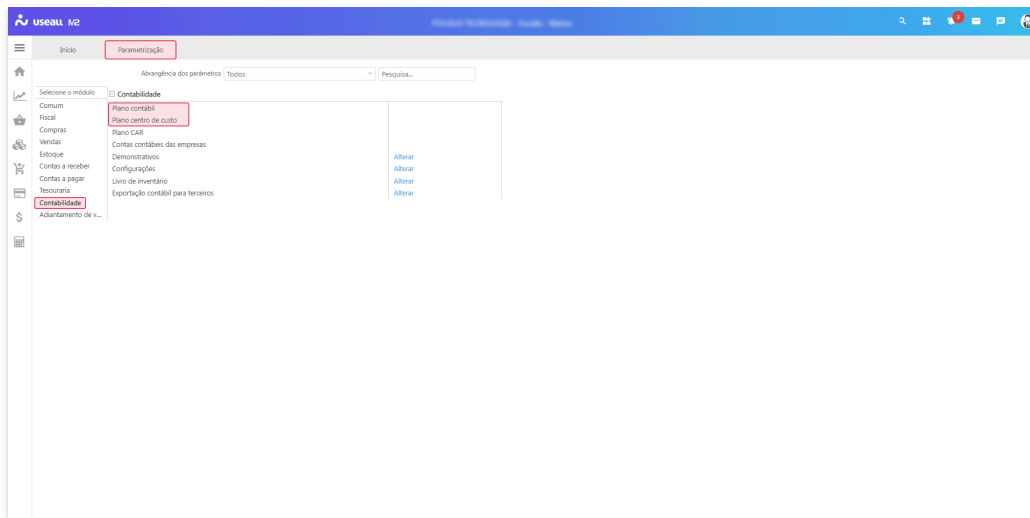 useall M2
3
Início
Parametrização
Abrangência dos parâmetros Todos
Pesquisa...
Selecione o módulo
Comum
Fiscal
Compras
Vendas
Estoque
Contas a receber
Contas a pagar
Tesouraria
Contabilidade
Adiantamento de v...
Contabilidade
Plano contábil
Plano centro de custo
Plano CAR
Contas contábeis das empresas
Demonstrativos Alterar
Configurações Alterar
Livro de inventário Alterar
Exportação contábil para terceiros Alterar